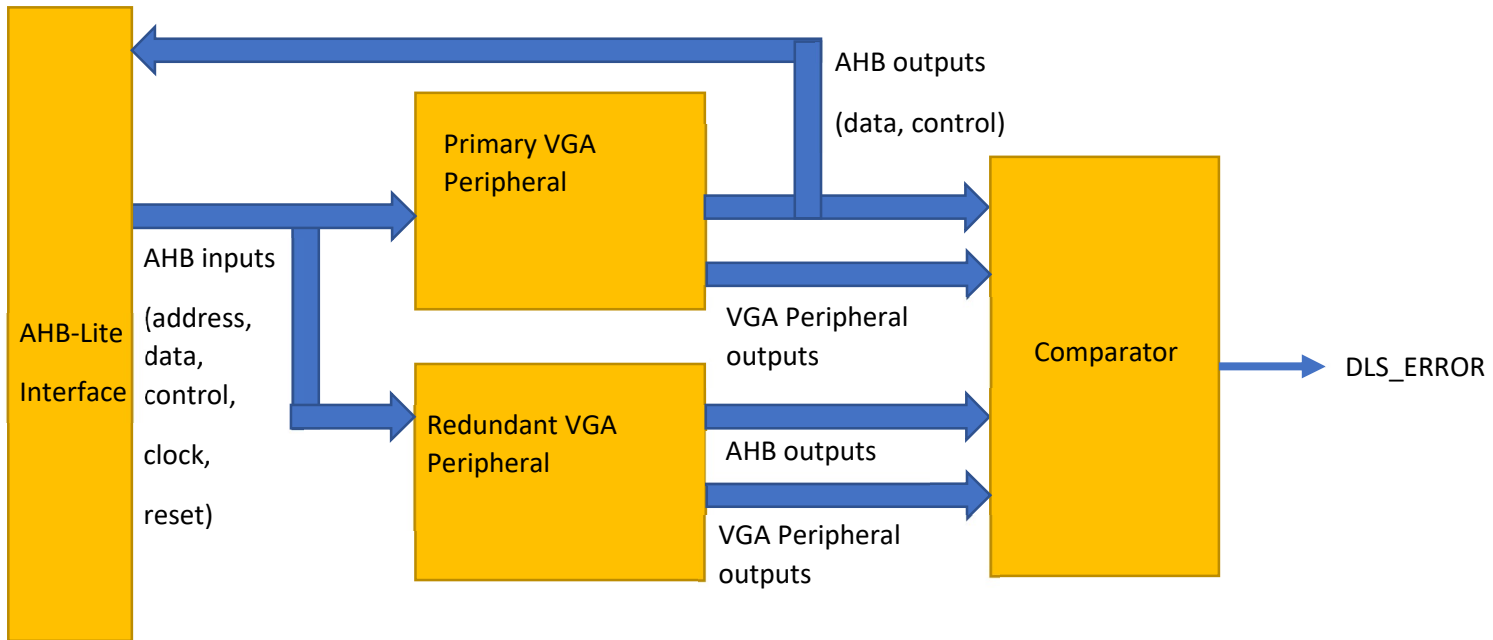 AHB outputs
(data, control)
Primary VGA
Peripheral
AHB inputs
(address,
data,
control,
clock,
reset)
AHB-Lite
Interface
VGA Peripheral
outputs
Comparator
DLS_ERROR
Redundant VGA
Peripheral
AHB outputs
VGA Peripheral
outputs